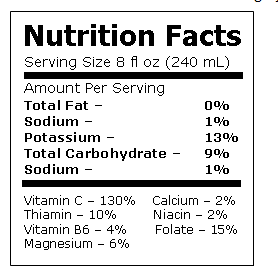 Nutrition Facts
Serving Size 8 fl oz (240 mL)
Amount Per Serving
Total Fat – 0%
Sodium – 1%
Potassium – 13%
Total Carbohydrate – 9%
Sodium – 1%
Vitamin C – 130% Calcium – 2%
Thiamin – 10% Niacin – 2%
Vitamin B6 – 4% Folate – 15%
Magnesium – 6%